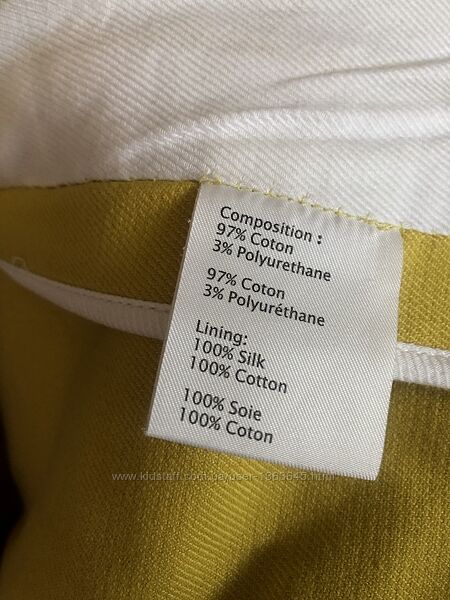 Composition :
97% Coton
3% Polyurethane
97% Coton
3% Polyuréthane
Lining:
100% Silk
100% Cotton
100% Soie
100% Coton